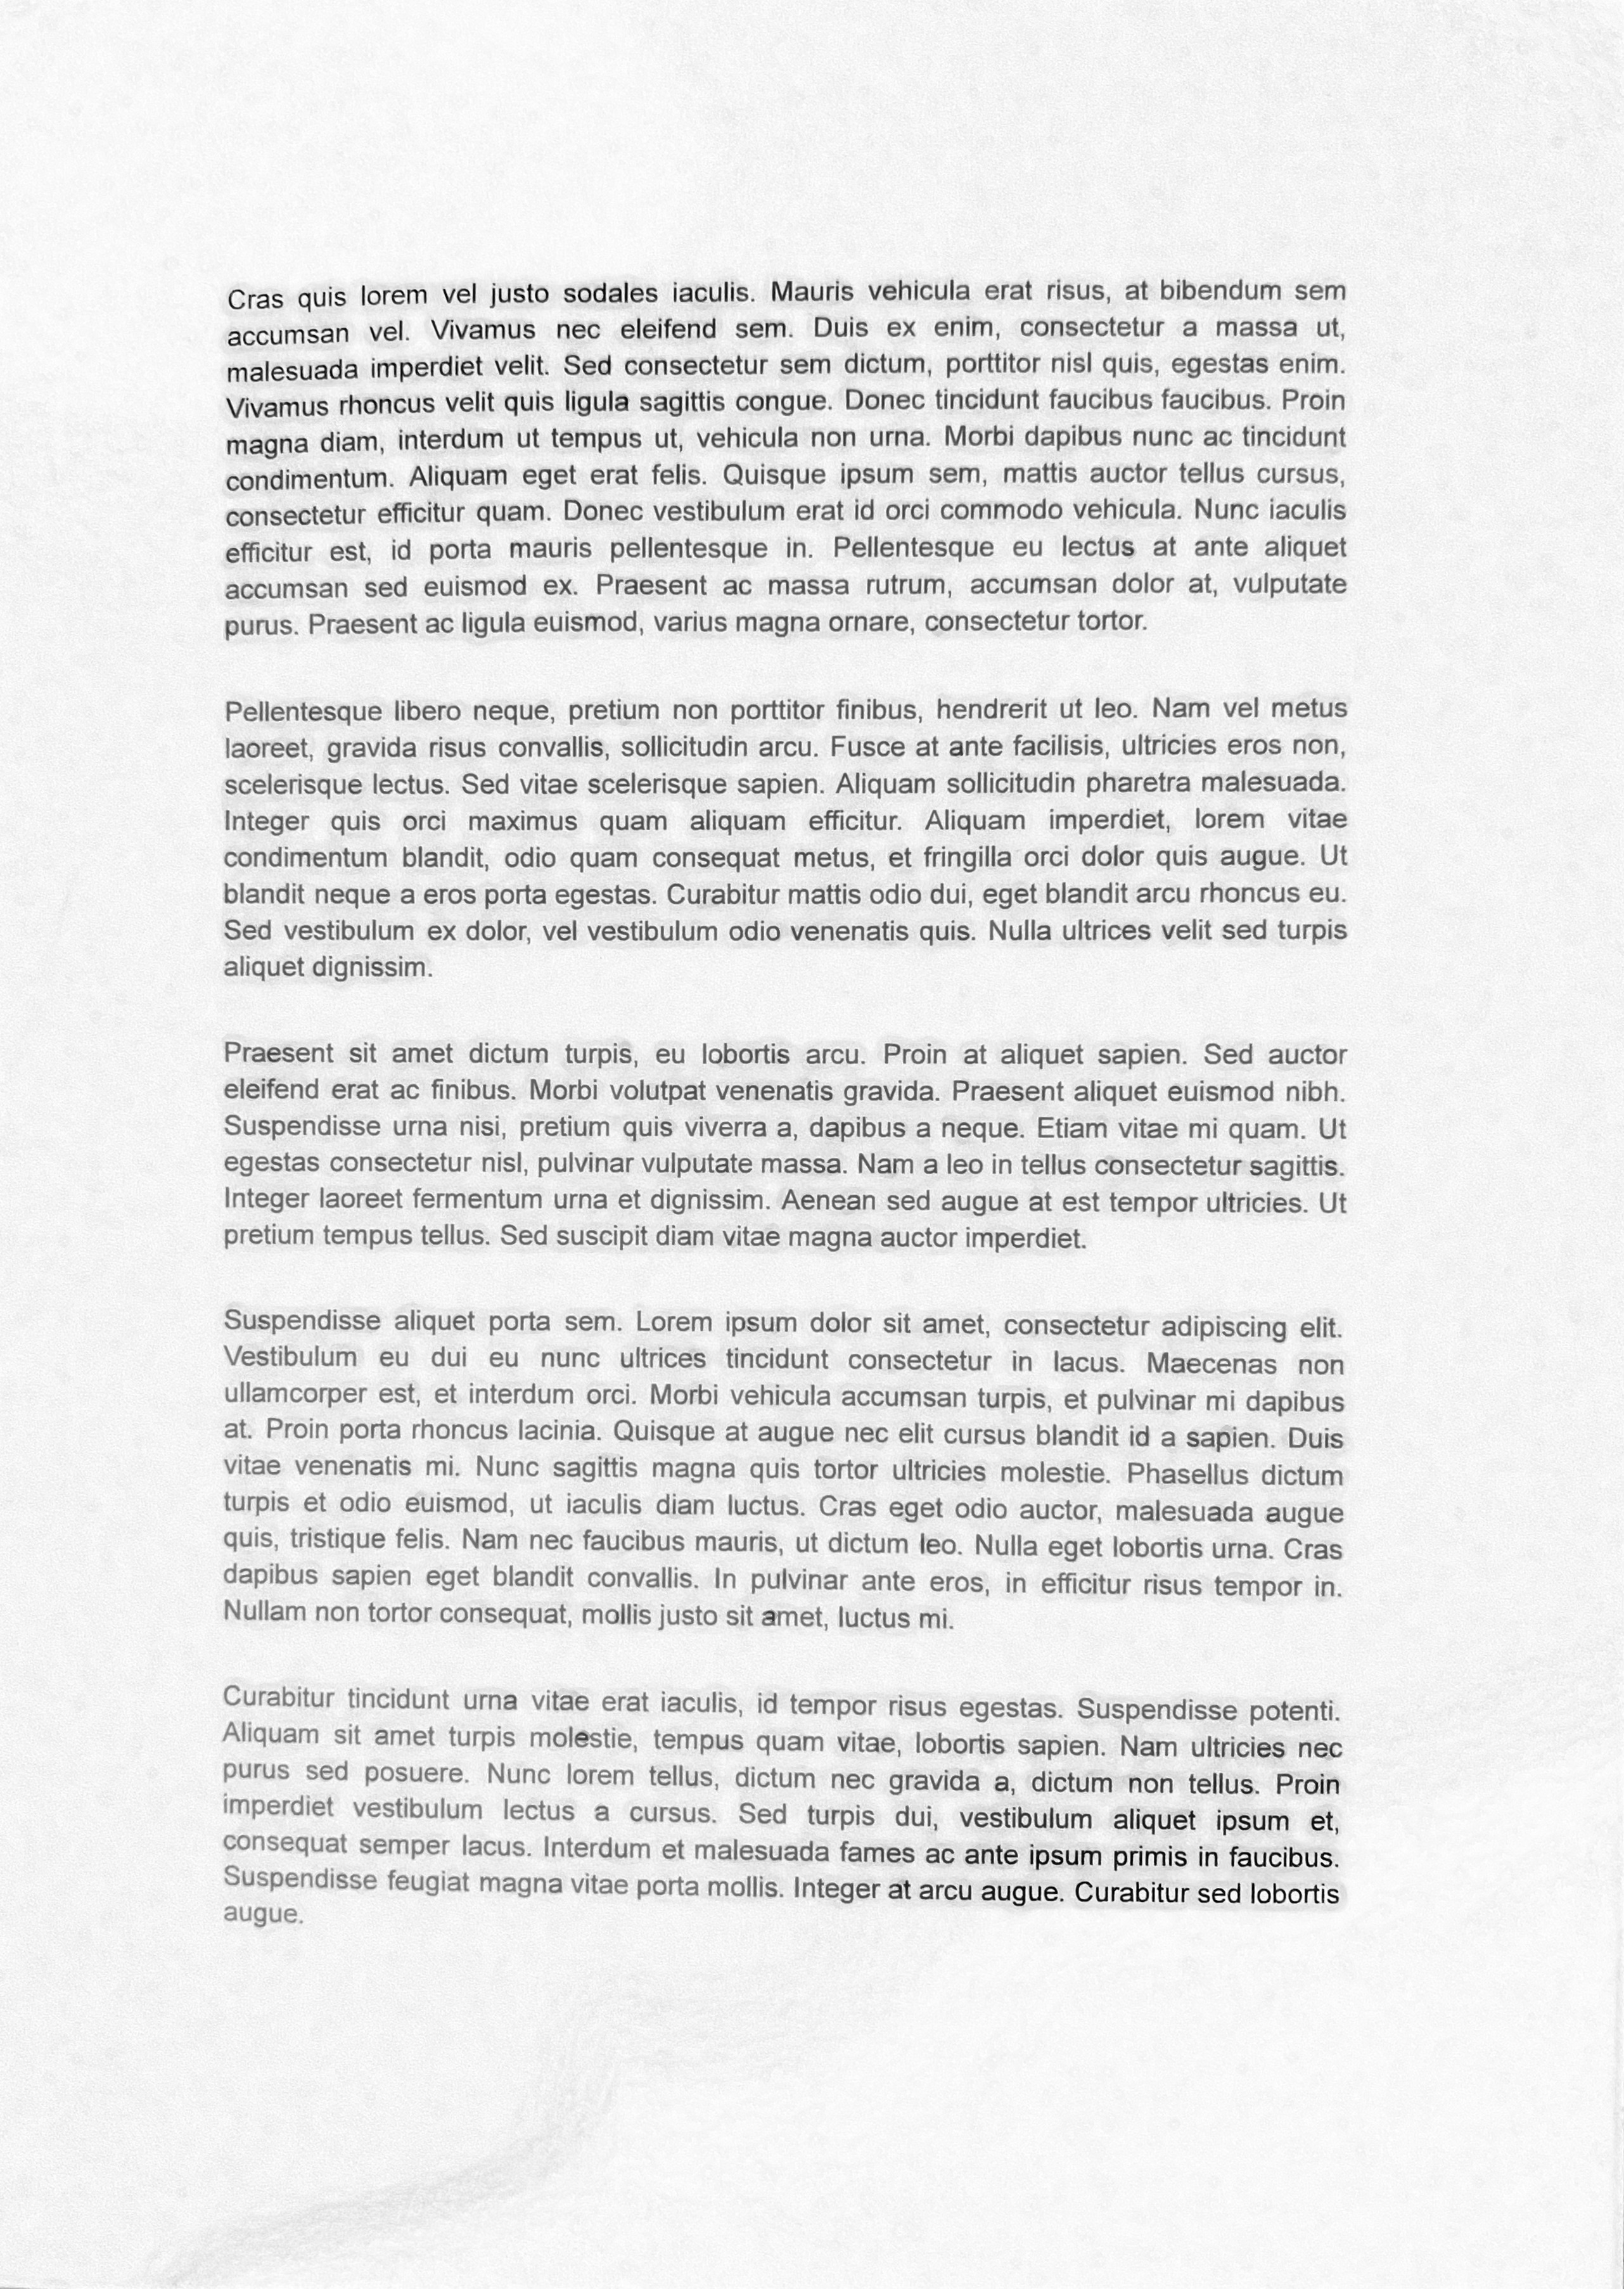 Cras quis lorem vel justo sodales iaculis. Mauris vehicula erat risus, at bibendum sem
accumsan vel. Vivamus nec eleifend sem. Duis ex enim, consectetur a massa ut,
malesuada imperdiet velit. Sed consectetur sem dictum, porttitor nisl quis, egestas enim.
Vivamus rhoncus velit quis ligula sagittis congue. Donec tincidunt faucibus faucibus. Proin
magna diam, interdum ut tempus ut, vehicula non urna. Morbi dapibus nunc ac tincidunt
condimentum. Aliquam eget erat felis. Quisque ipsum sem, mattis auctor tellus cursus,
consectetur efficitur quam. Donec vestibulum erat id orci commodo vehicula. Nunc iaculis
efficitur est, id porta mauris pellentesque in. Pellentesque eu lectus at ante aliquet
accumsan sed euismod ex. Praesent ac massa rutrum, accumsan dolor at, vulputate
purus. Praesent ac ligula euismod, varius magna ornare, consectetur tortor.
Pellentesque libero neque, pretium non porttitor finibus, hendrerit ut leo. Nam vel metus
laoreet, gravida risus convallis, sollicitudin arcu. Fusce at ante facilisis, ultricies eros non,
scelerisque lectus. Sed vitae scelerisque sapien. Aliquam sollicitudin pharetra malesuada.
Integer quis orci maximus quam aliquam efficitur. Aliquam imperdiet, lorem vitae
condimentum blandit, odio quam consequat metus, et fringilla orci dolor quis augue. Ut
blandit neque a eros porta egestas. Curabitur mattis odio dui, eget blandit arcu rhoncus eu.
Sed vestibulum ex dolor, vel vestibulum odio venenatis quis. Nulla ultrices velit sed turpis
aliquet dignissim.
Praesent sit amet dictum turpis, eu lobortis arcu. Proin at aliquet sapien. Sed auctor
eleifend erat ac finibus. Morbi volutpat venenatis gravida. Praesent aliquet euismod nibh.
Suspendisse urna nisi, pretium quis viverra a, dapibus a neque. Etiam vitae mi quam. Ut
egestas consectetur nisl, pulvinar vulputate massa. Nam a leo in tellus consectetur sagittis.
Integer laoreet fermentum urna et dignissim. Aenean sed augue at est tempor ultricies. Ut
pretium tempus tellus. Sed suscipit diam vitae magna auctor imperdiet.
Suspendisse aliquet porta sem. Lorem ipsum dolor sit amet, consectetur adipiscing elit.
Vestibulum eu dui eu nunc ultrices tincidunt consectetur in lacus. Maecenas non
ullamcorper est, et interdum orci. Morbi vehicula accumsan turpis, et pulvinar mi dapibus
at. Proin porta rhoncus lacinia. Quisque at augue nec elit cursus blandit id a sapien. Duis
vitae venenatis mi. Nunc sagittis magna quis tortor ultricies molestie. Phasellus dictum
turpis et odio euismod, ut iaculis diam luctus. Cras eget odio auctor, malesuada augue
quis, tristique felis. Nam nec faucibus mauris, ut dictum leo. Nulla eget lobortis urna. Cras
dapibus sapien eget blandit convallis. In pulvinar ante eros, in efficitur risus tempor in.
Nullam non tortor consequat, mollis justo sit amet, luctus mi.
Curabitur tincidunt urna vitae erat iaculis, id tempor risus egestas. Suspendisse potenti.
Aliquam sit amet turpis molestie, tempus quam vitae, lobortis sapien. Nam ultricies nec
purus sed posuere. Nunc lorem tellus, dictum nec gravida a, dictum non tellus. Proin
imperdiet vestibulum lectus a cursus. Sed turpis dui, vestibulum aliquet ipsum et,
consequat semper lacus. Interdum et malesuada fames ac ante ipsum primis in faucibus.
Suspendisse feugiat magna vitae porta mollis. Integer at arcu augue. Curabitur sed lobortis
augue.